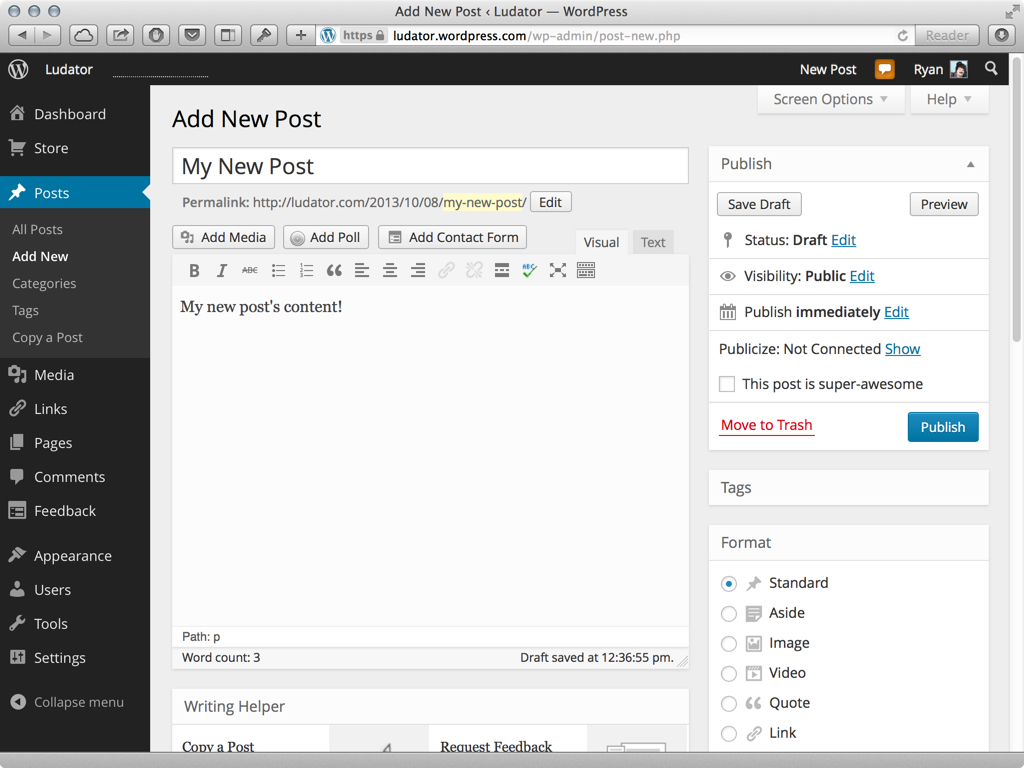 Add New Post ‹ Ludator — WordPress
https ludator.wordpress.com/wp-admin/post-new.php Reader
Ludator New Post Ryan
Screen Options Help
Dashboard
Store
Posts
All Posts
Add New
Categories
Tags
Copy a Post
Media
Links
Pages
Comments
Feedback
Appearance
Users
Tools
Settings
Collapse menu
Add New Post
My New Post
Permalink: http://ludator.com/2013/10/08/my-new-post/ Edit
Add Media Add Poll Add Contact Form Visual Text
B I ABC ABC
My new post's content!
Path: p
Word count: 3 Draft saved at 12:36:55 pm.
Writing Helper
Copy a Post Request Feedback
Publish
Save Draft Preview
Status: Draft Edit
Visibility: Public Edit
Publish immediately Edit
Publicize: Not Connected Show
This post is super-awesome
Move to Trash Publish
Tags
Format
Standard
Aside
Image
Video
Quote
Link